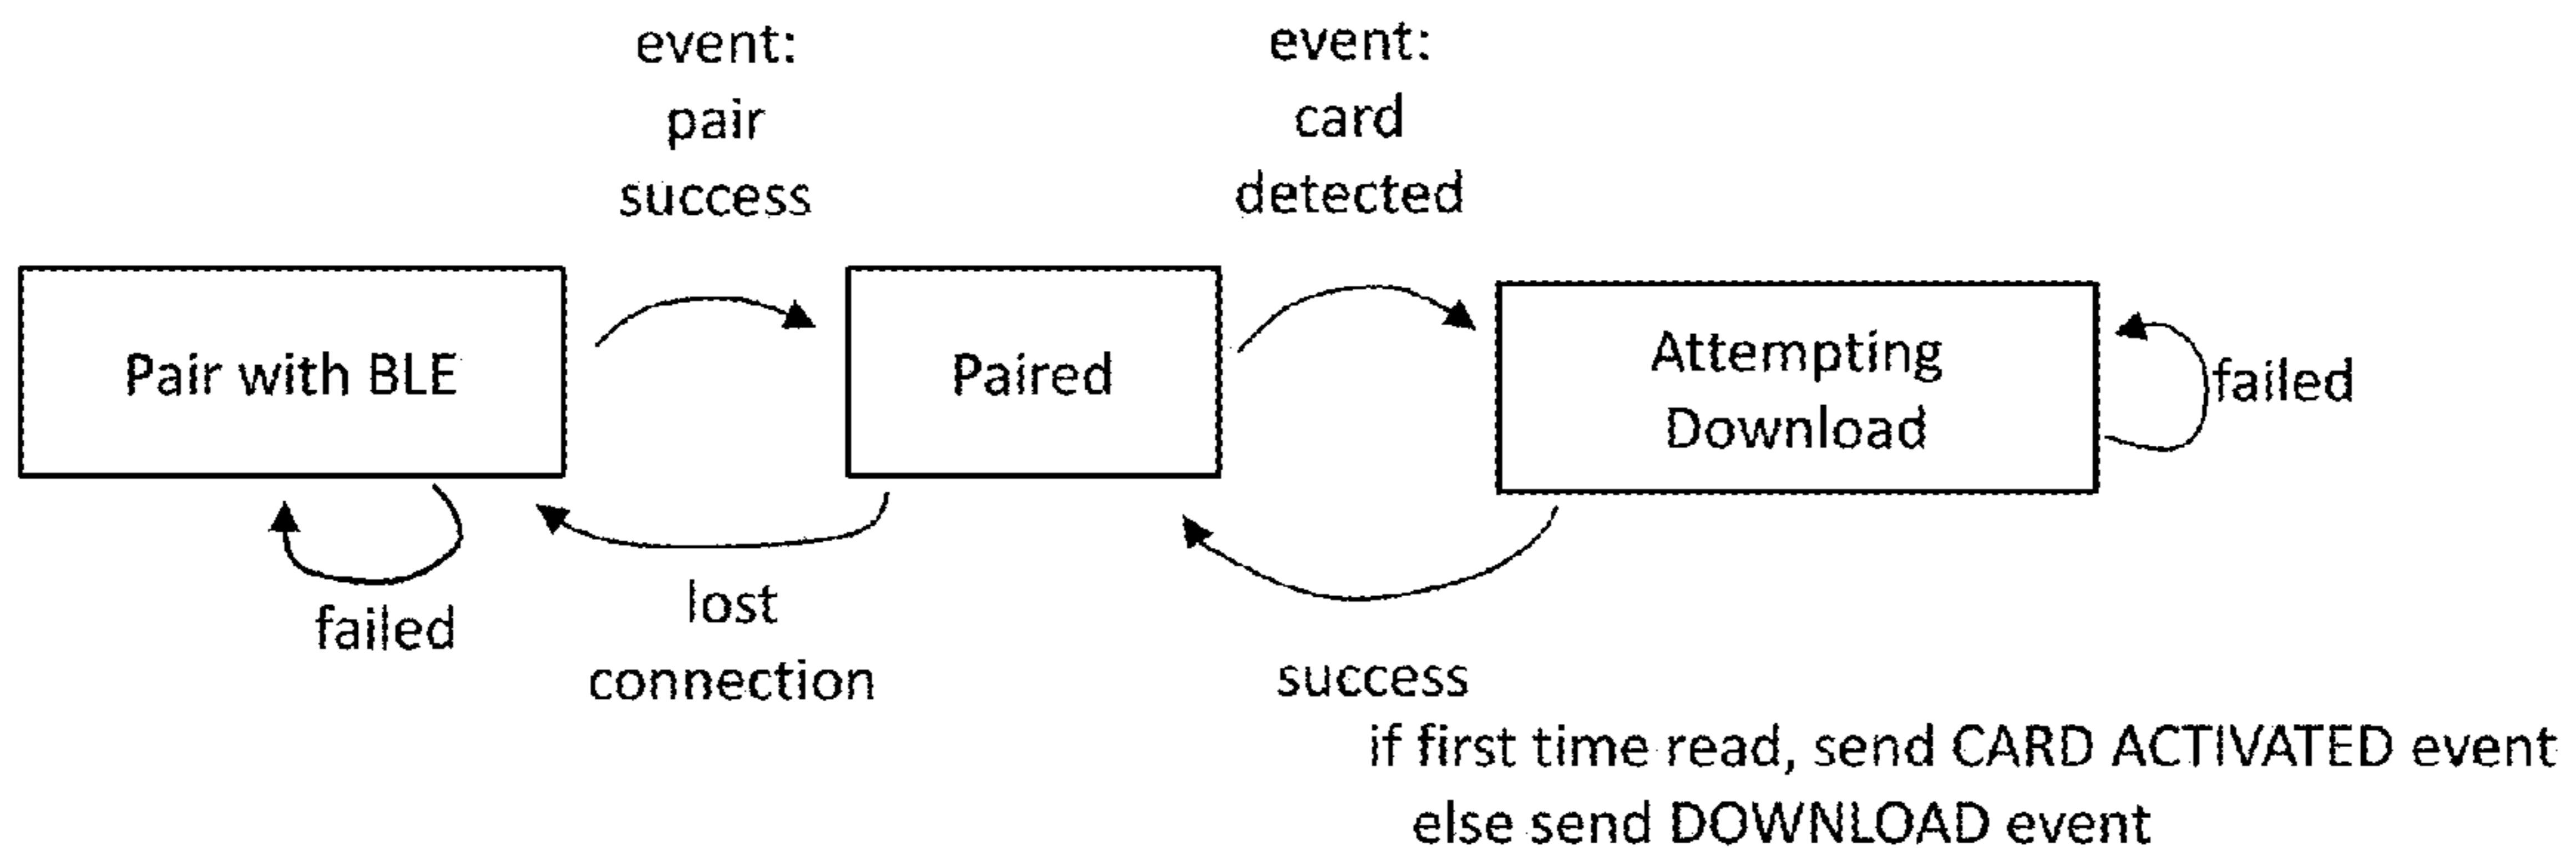 event:
pair
success
event:
card
detected
Pair with BLE
Paired
Attempting
Download
failed
failed
lost
connection
success
if first time read, send CARD ACTIVATED event
else send DOWNLOAD event